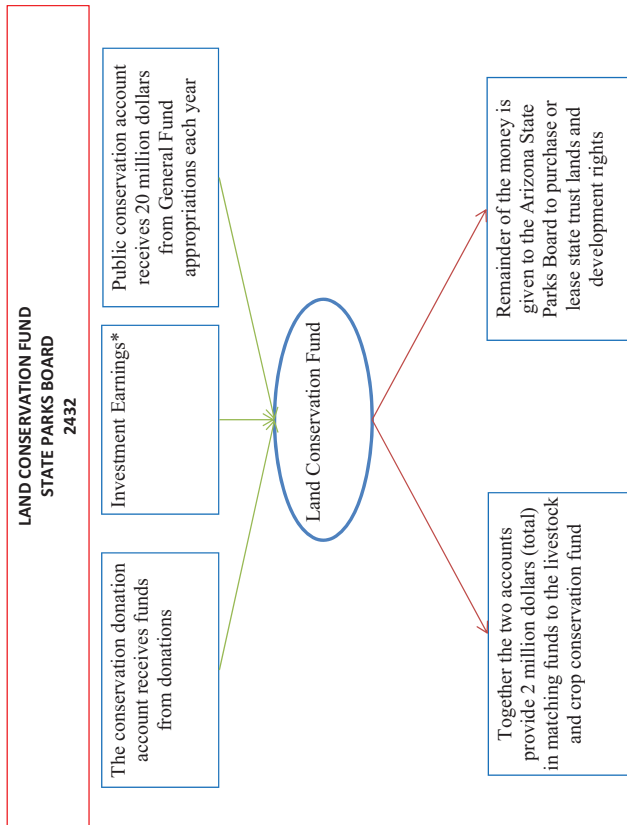 LAND CONSERVATION FUND
STATE PARKS BOARD
2432
The conservation donation
account receives funds
from donations
Investment Earnings*
Public conservation account
receives 20 million dollars
from General Fund
appropriations each year
Land Conservation Fund
Together the two accounts
provide 2 million dollars (total)
in matching funds to the livestock
and crop conservation fund
Remainder of the money is
given to the Arizona State
Parks Board to purchase or
lease state trust lands and
development rights